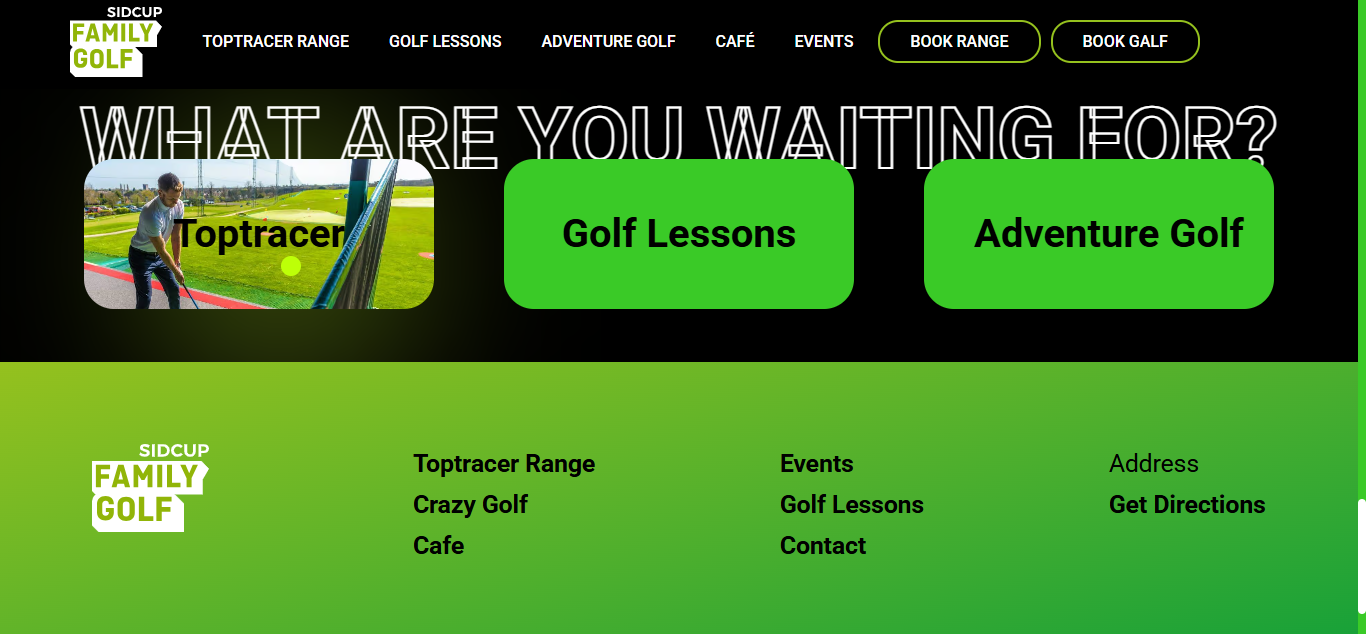 SIDCUP
FAMILY
GOLF
TOPTRACER RANGE GOLF LESSONS ADVENTURE GOLF CAFÉ EVENTS BOOK RANGE BOOK GALF
WHAT ARE YOU WAITING FOR?
Toptracer
Golf Lessons
Adventure Golf
SIDCUP
FAMILY
GOLF
Toptracer Range
Crazy Golf
Cafe
Events
Golf Lessons
Contact
Address
Get Directions